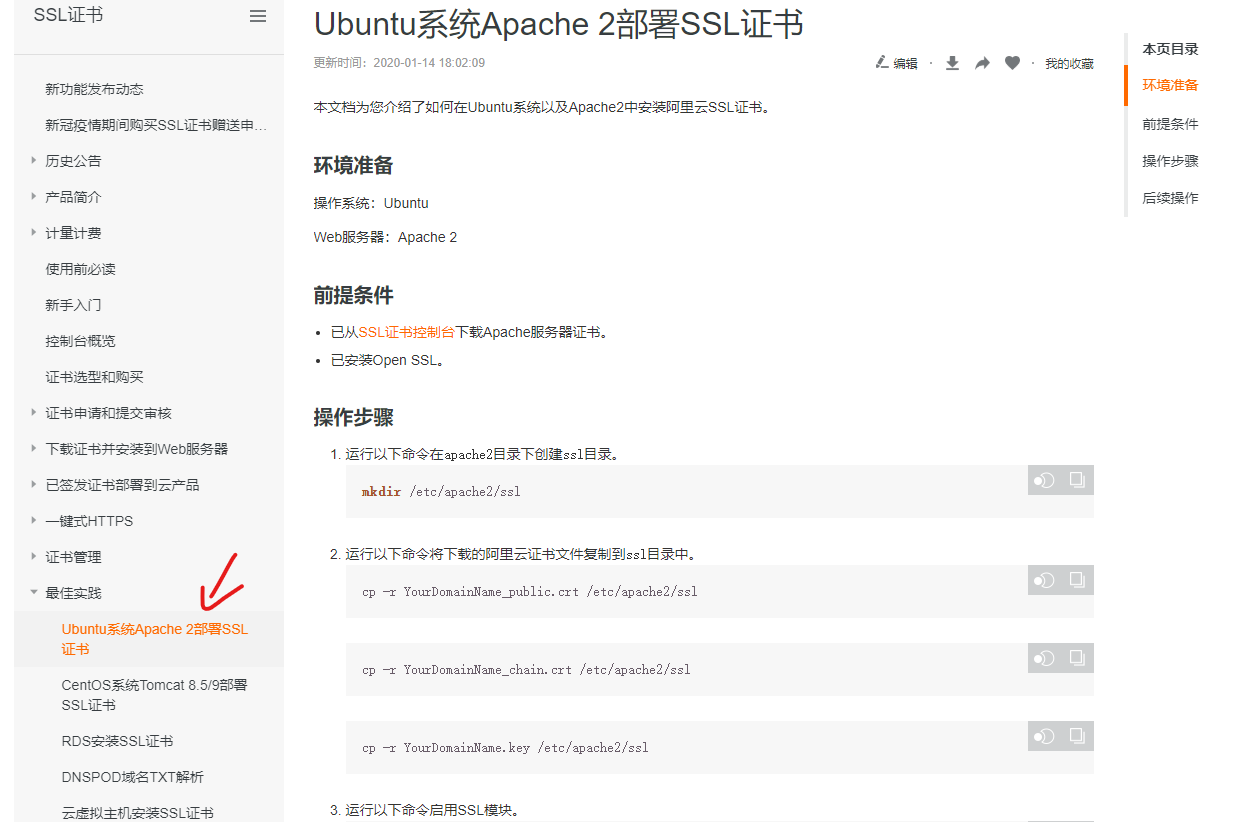 SSL证书
新功能发布动态
新冠疫情期间购买SSL证书赠送申…
历史公告
产品简介
计量计费
使用前必读
新手入门
控制台概览
证书选型和购买
证书申请和提交审核
下载证书并安装到Web服务器
已签发证书部署到云产品
一键式HTTPS
证书管理
最佳实践
Ubuntu系统Apache 2部署SSL
证书
CentOS系统Tomcat 8.5/9部署
SSL证书
RDS安装SSL证书
DNSPOD域名TXT解析
云虚拟主机安装SSL证书
Ubuntu系统Apache 2部署SSL证书
更新时间：2020-01-14 18:02:09
编辑 · · 我的收藏
本文档为您介绍了如何在Ubuntu系统以及Apache2中安装阿里云SSL证书。
环境准备
操作系统：Ubuntu
Web服务器：Apache 2
前提条件
• 已从SSL证书控制台下载Apache服务器证书。
• 已安装Open SSL。
操作步骤
1. 运行以下命令在apache2目录下创建ssl目录。
mkdir /etc/apache2/ssl
2. 运行以下命令将下载的阿里云证书文件复制到ssl目录中。
cp -r YourDomainName_public.crt /etc/apache2/ssl
cp -r YourDomainName_chain.crt /etc/apache2/ssl
cp -r YourDomainName.key /etc/apache2/ssl
3. 运行以下命令启用SSL模块。
本页目录
环境准备
前提条件
操作步骤
后续操作